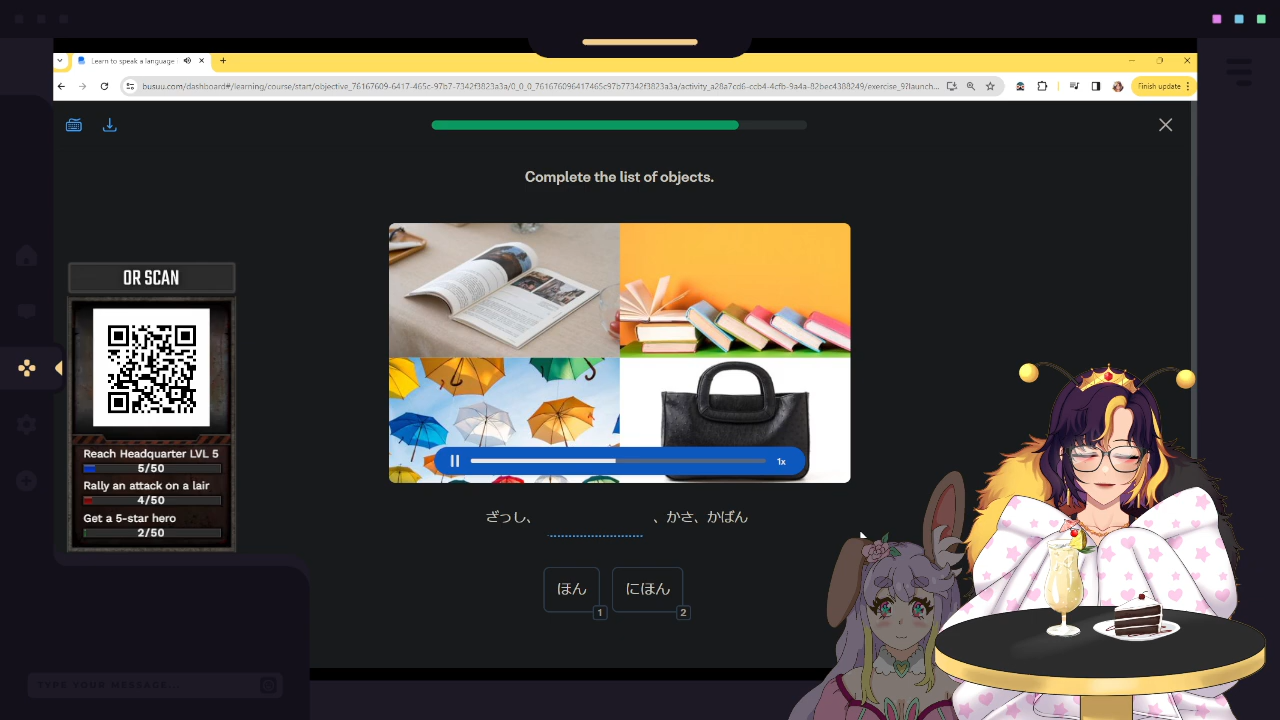 Learn to speak a language
busuu.com/dashboard#/learning/course/start/objective_76167609-6417-465c-97b7-7342f3823a3a/0_0_0_761676096417465c97b77342f3823a3a/activity_a28a7cd6-ccb4-4cfb-9a4a-82bec4388249/exercise_9?launch...
Finish update
Complete the list of objects.
OR SCAN
Reach Headquarter LVL 5
5/50
Rally an attack on a lair
4/50
Get a 5-star hero
2/50
1x
ざっし、 、かさ、かばん
ほん 1 にほん 2
TYPE YOUR MESSAGE...